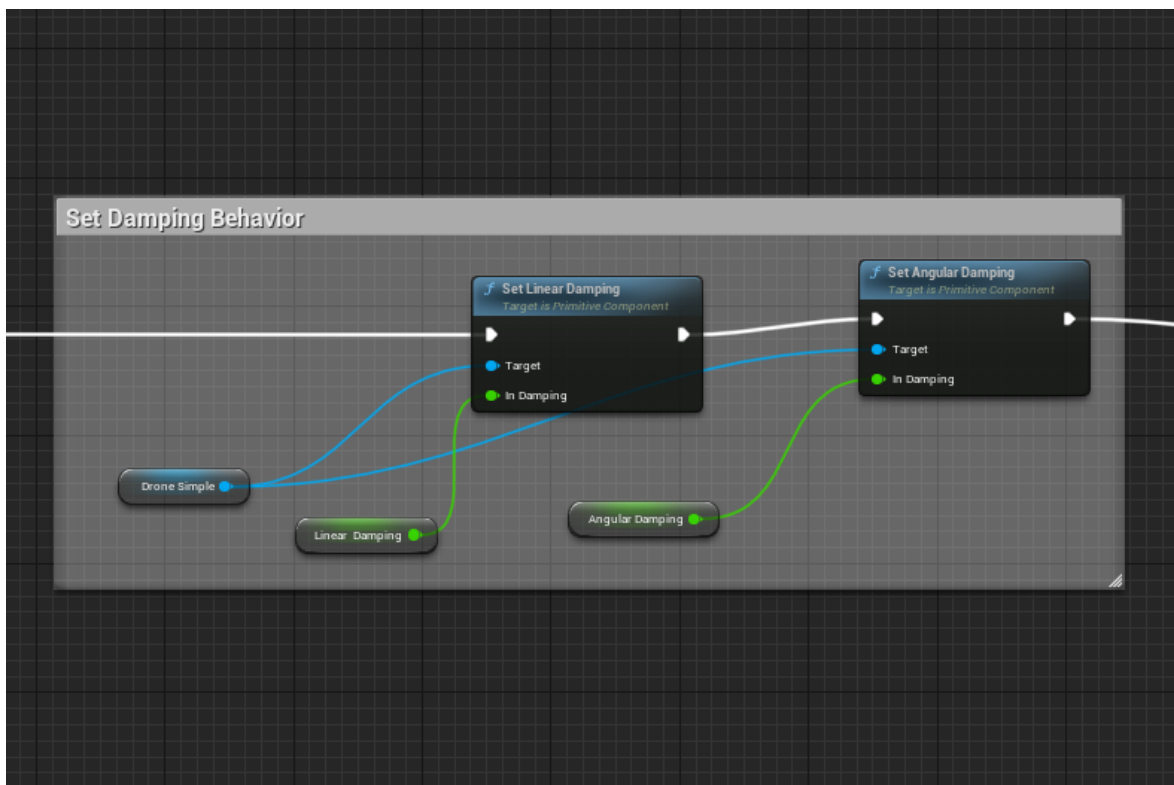 Set Damping Behavior
f Set Linear Damping
Target is Primitive Component
Target
In Damping
f Set Angular Damping
Target is Primitive Component
Target
In Damping
Drone Simple
Linear Damping
Angular Damping